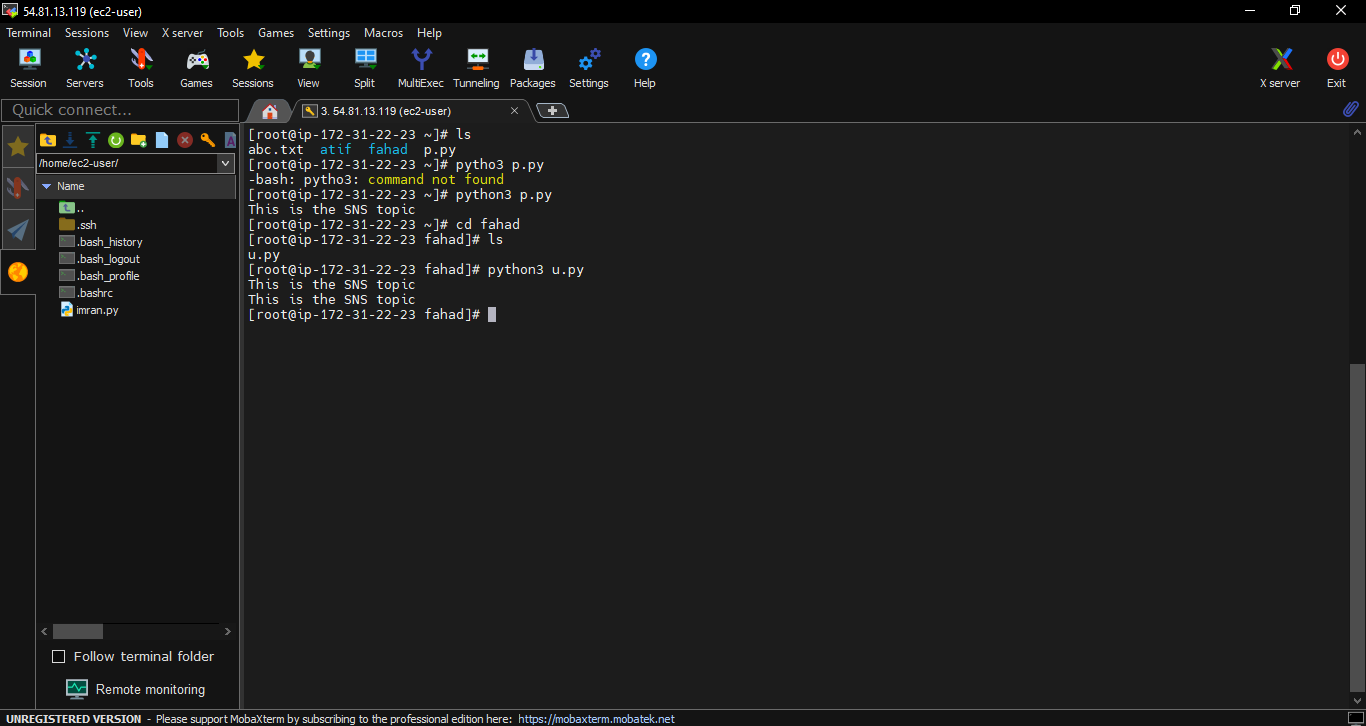 54.81.13.119 (ec2-user)
Terminal Sessions View X server Tools Games Settings Macros Help
Session Servers Tools Games Sessions View Split MultiExec Tunneling Packages Settings Help X server Exit
Quick connect...
3. 54.81.13.119 (ec2-user)
/home/ec2-user/
Name
..
.ssh
.bash_history
.bash_logout
.bash_profile
.bashrc
imran.py
Follow terminal folder
Remote monitoring
[root@ip-172-31-22-23 ~]# ls
abc.txt atif fahad p.py
[root@ip-172-31-22-23 ~]# pytho3 p.py
-bash: pytho3: command not found
[root@ip-172-31-22-23 ~]# python3 p.py
This is the SNS topic
[root@ip-172-31-22-23 ~]# cd fahad
[root@ip-172-31-22-23 fahad]# ls
u.py
[root@ip-172-31-22-23 fahad]# python3 u.py
This is the SNS topic
This is the SNS topic
[root@ip-172-31-22-23 fahad]#
UNREGISTERED VERSION - Please support MobaXterm by subscribing to the professional edition here: https://mobaxterm.mobatek.net